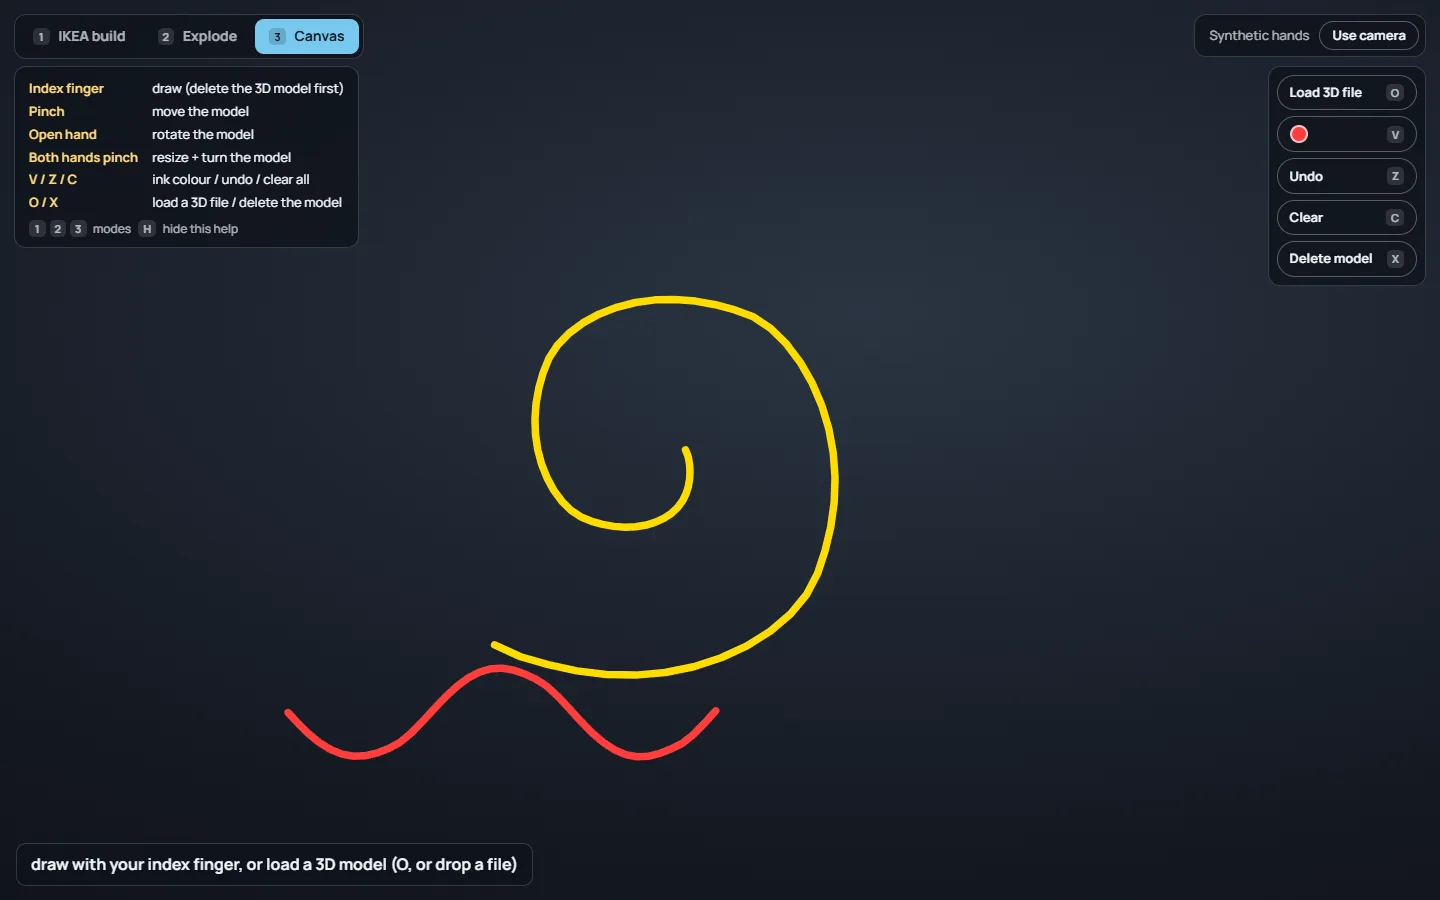 1 IKEA build 2 Explode 3 Canvas
Synthetic hands Use camera
Index finger draw (delete the 3D model first)
Pinch move the model
Open hand rotate the model
Both hands pinch resize + turn the model
V / Z / C ink colour / undo / clear all
O / X load a 3D file / delete the model
1 2 3 modes H hide this help
Load 3D file O
V
Undo Z
Clear C
Delete model X
draw with your index finger, or load a 3D model (O, or drop a file)